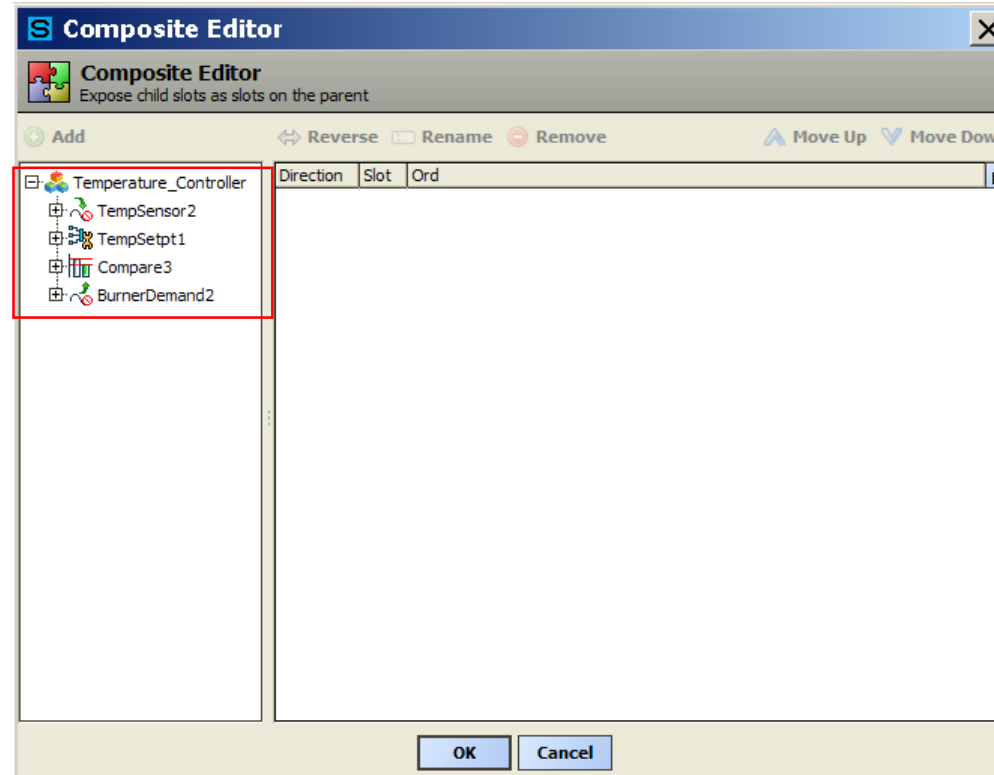 Composite Editor
Composite Editor
Expose child slots as slots on the parent
Add Reverse Rename Remove Move Up Move Dow
Temperature_Controller
TempSensor2
TempSetpt1
Compare3
BurnerDemand2
Direction Slot Ord
OK Cancel